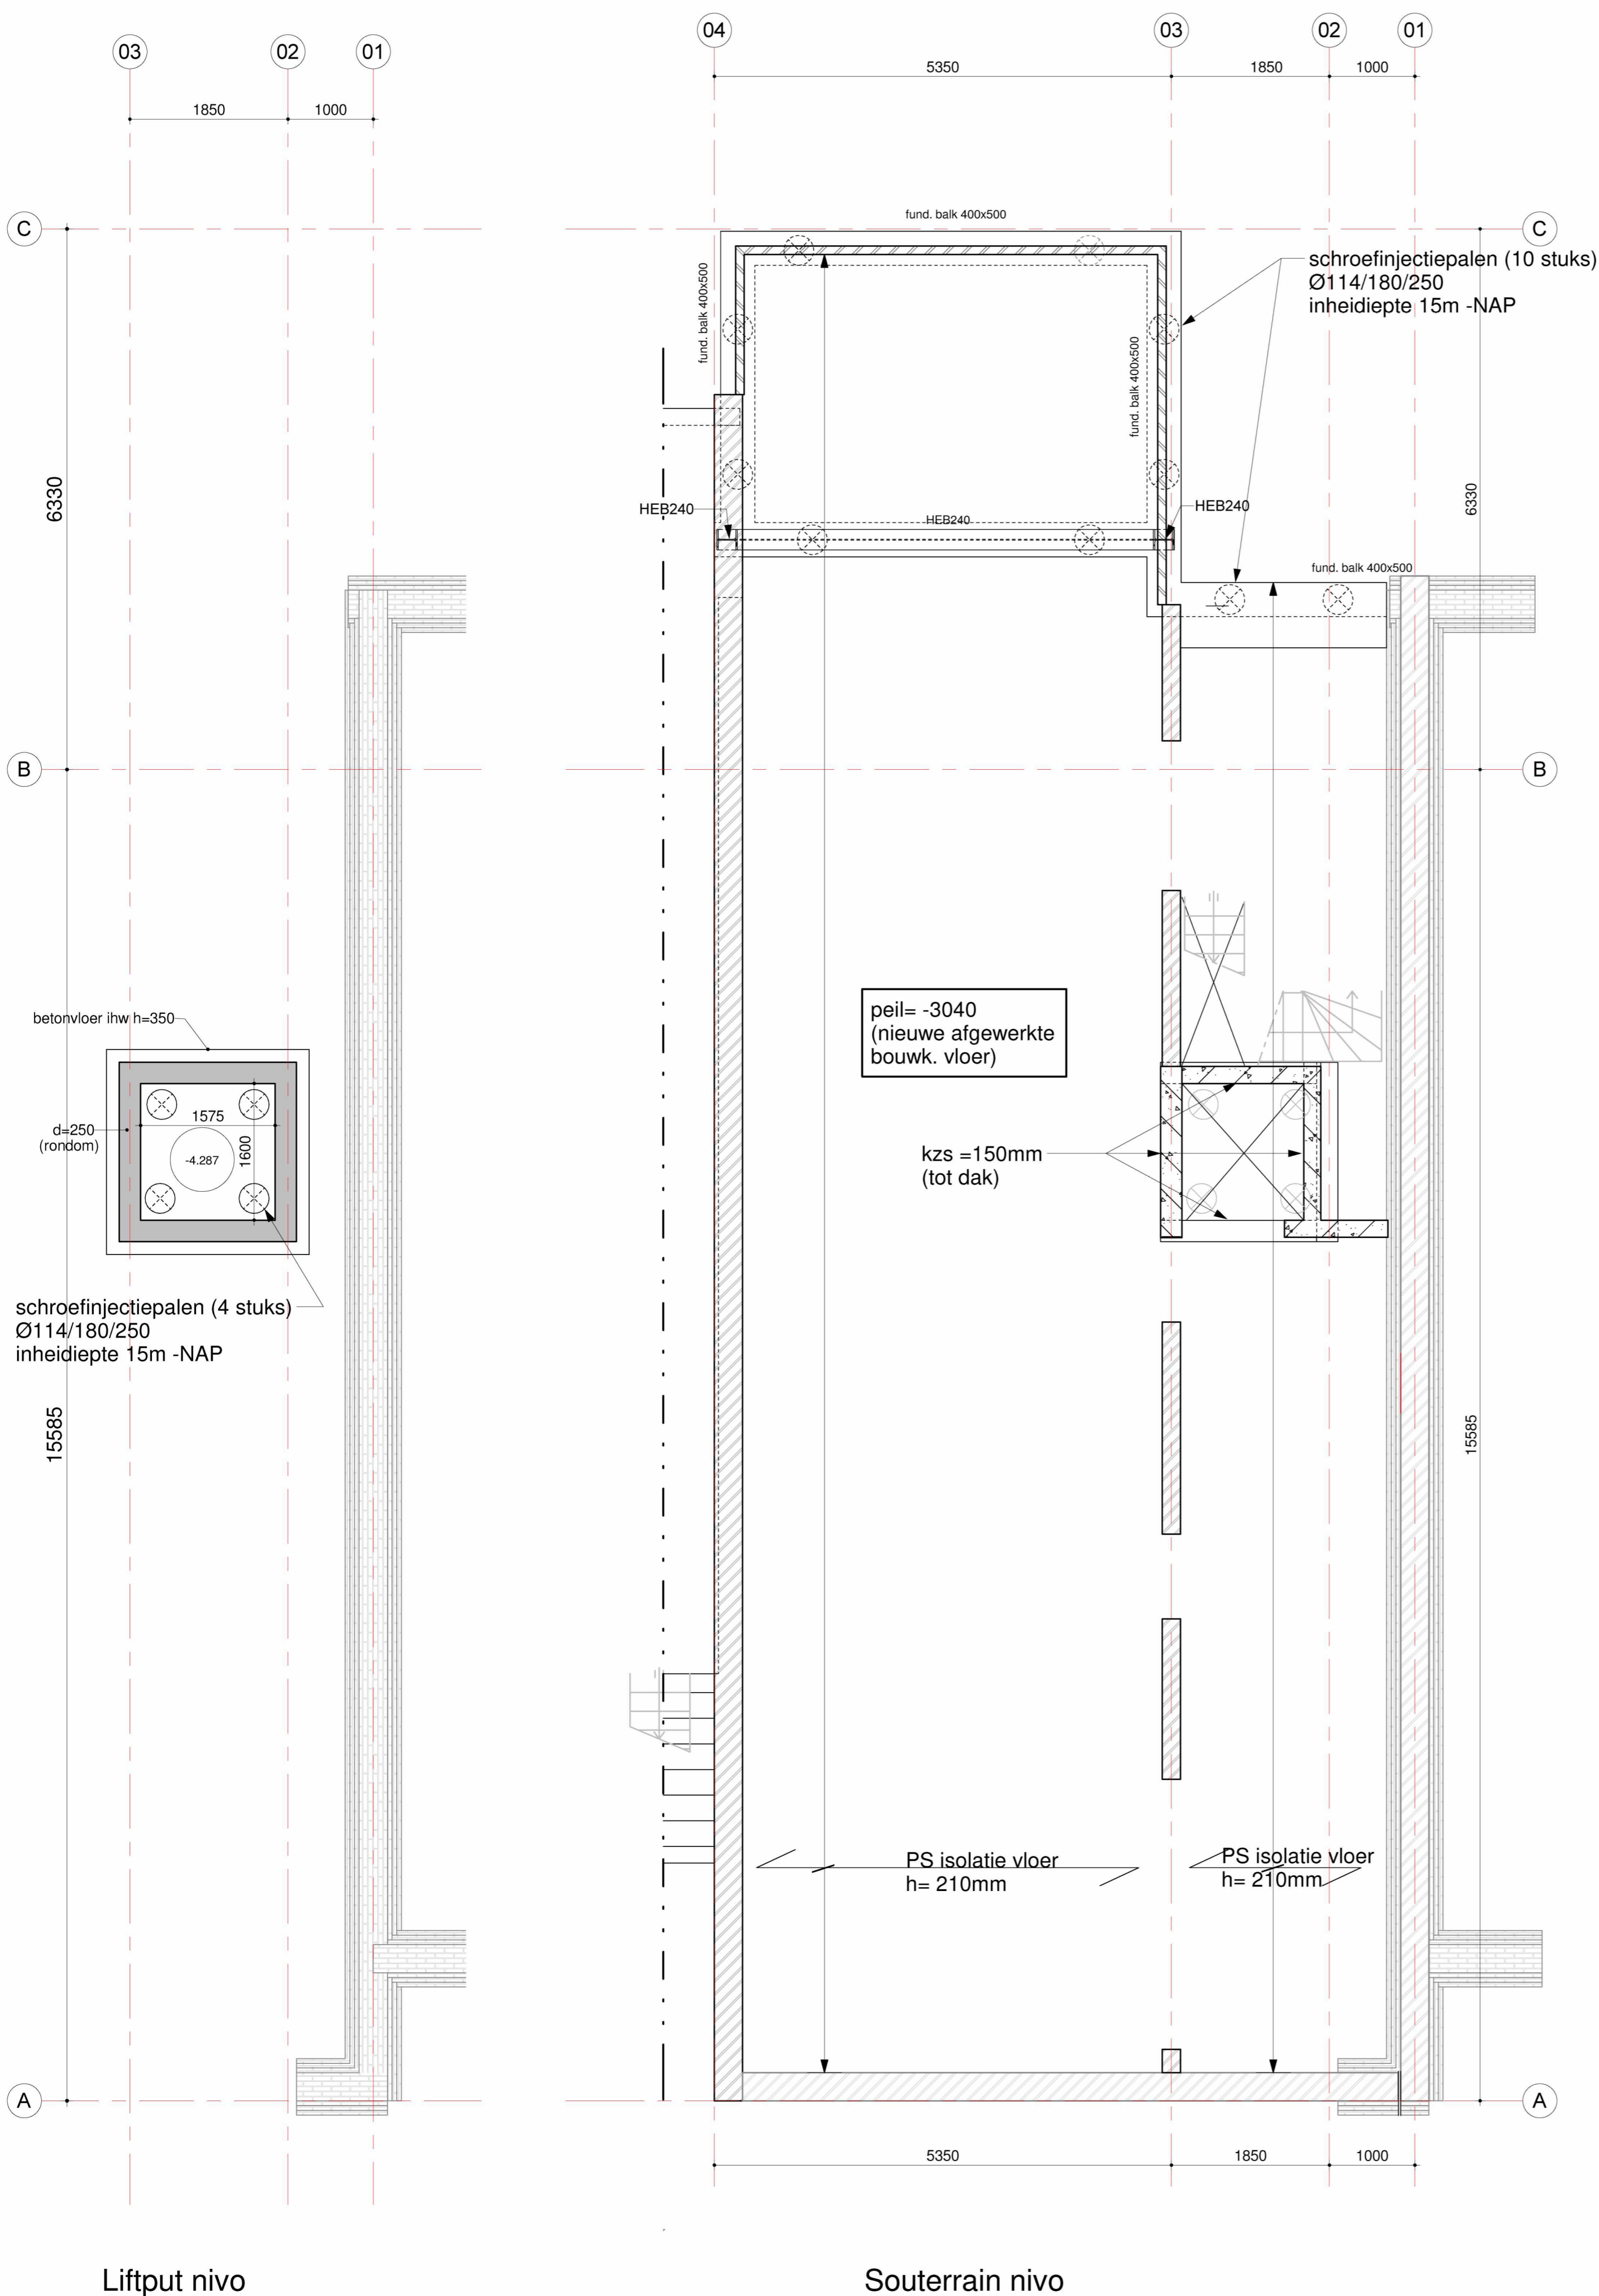 04
03
02
01
03
02
01
5350
1850
1000
1850
1000
fund. balk 400x500
C
C
schroefinjectiepalen (10 stuks)
Ø114/180/250
inheidiepte 15m -NAP
fund. balk 400x500
fund. balk 400x500
6330
6330
HEB240
HEB240
HEB240
fund. balk 400x500
B
B
peil= -3040
(nieuwe afgewerkte
bouwk. vloer)
betonvloer ihw h=350
1575
d=250
(rondom)
1600
-4.287
kzs =150mm
(tot dak)
schroefinjectiepalen (4 stuks)
Ø114/180/250
inheidiepte 15m -NAP
15585
15585
PS isolatie vloer
h= 210mm
PS isolatie vloer
h= 210mm
A
A
5350
1850
1000
Liftput nivo
Souterrain nivo